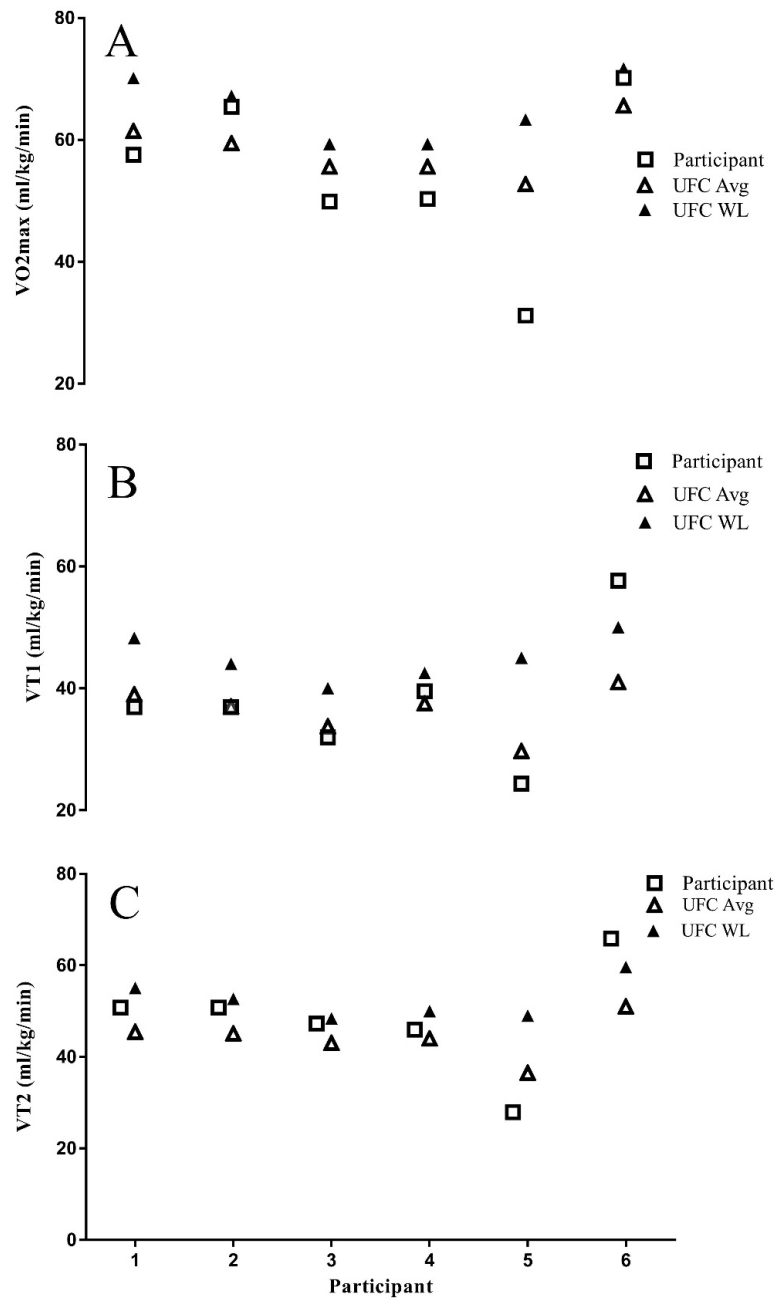 A
80
60
40
20
VO2max (ml/kg/min)
Participant
UFC Avg
UFC WL
B
80
60
40
20
VT1 (ml/kg/min)
Participant
UFC Avg
UFC WL
C
80
60
40
20
0
VT2 (ml/kg/min)
Participant
UFC Avg
UFC WL
1 2 3 4 5 6
Participant